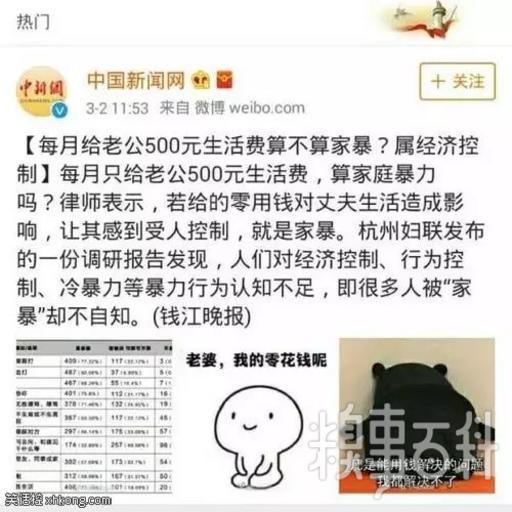 热门
中国新闻网
+ 关注
3-2 11:53 来自 微博 weibo.com
【每月给老公500元生活费算不算家暴？属经济控
制】每月只给老公500元生活费，算家庭暴力
吗？律师表示，若给的零用钱对丈夫生活造成影
响，让其感到受人控制，就是家暴。杭州妇联发布
的一份调研报告发现，人们对经济控制、行为控
制、冷暴力等暴力行为认知不足，即很多人被“家
暴”却不自知。(钱江晚报)
老婆，我的零花钱呢
糗事百科
但是能用钱解决的问题
我都解决不了
笑话控 xhkong.com